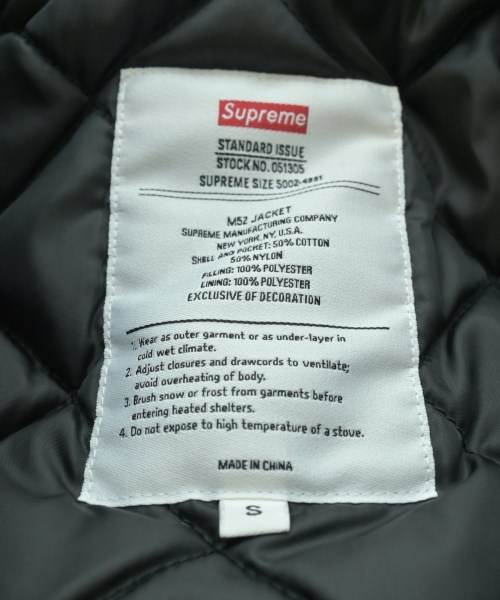 Supreme
STANDARD ISSUE
STOCK NO. 051305
SUPREME SIZE 5002-4891
M52 JACKET
SUPREME MANUFACTURING COMPANY
NEW YORK, NY, U.S.A.
SHELL AND POCKET: 50% COTTON
50% NYLON
FILLING: 100% POLYESTER
LINING: 100% POLYESTER
EXCLUSIVE OF DECORATION
1. Wear as outer garment or as under-layer in
cold wet climate.
2. Adjust closures and drawcords to ventilate;
avoid overheating of body.
3. Brush snow or frost from garments before
entering heated shelters.
4. Do not expose to high temperature of a stove.
MADE IN CHINA
S